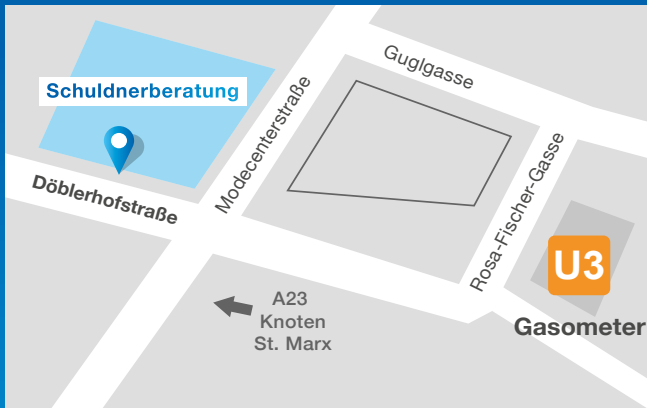 Guglgasse
Schuldnerberatung
Modecenterstraße
Rosa-Fischer-Gasse
Döblerhofstraße
U3
A23
Knoten
St. Marx
Gasometer